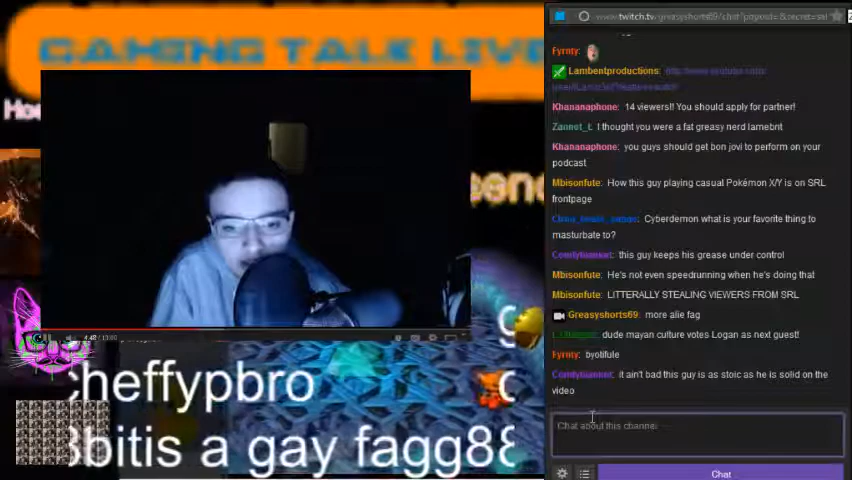 GAMING TALK LIVE
www.twitch.tv/greasyshorts69/chat?popout=
Fyrnty:
Lambentproductions:
Khananaphone: 14 viewers!! You should apply for partner!
Zannet_L: I thought you were a fat greasy nerd lamebnt
Khananaphone: you guys should get bon jovi to perform on your
podcast
Mbisonfute: How this guy playing casual Pokémon X/Y is on SRL
frontpage
Cyberdemon what is your favorite thing to
masturbate to?
this guy keeps his grease under control
Mbisonfute: He's not even speedrunning when he's doing that
Mbisonfute: LITTERALLY STEALING VIEWERS FROM SRL
Greasyshorts69: more alie fag
dude mayan culture votes Logan as next guest!
Fyrnty: byotifule
it ain't bad this guy is as stoic as he is solid on the
video
Chat about this channel
Chat
4:48
cheffypbro
8bitis a gay fagg88